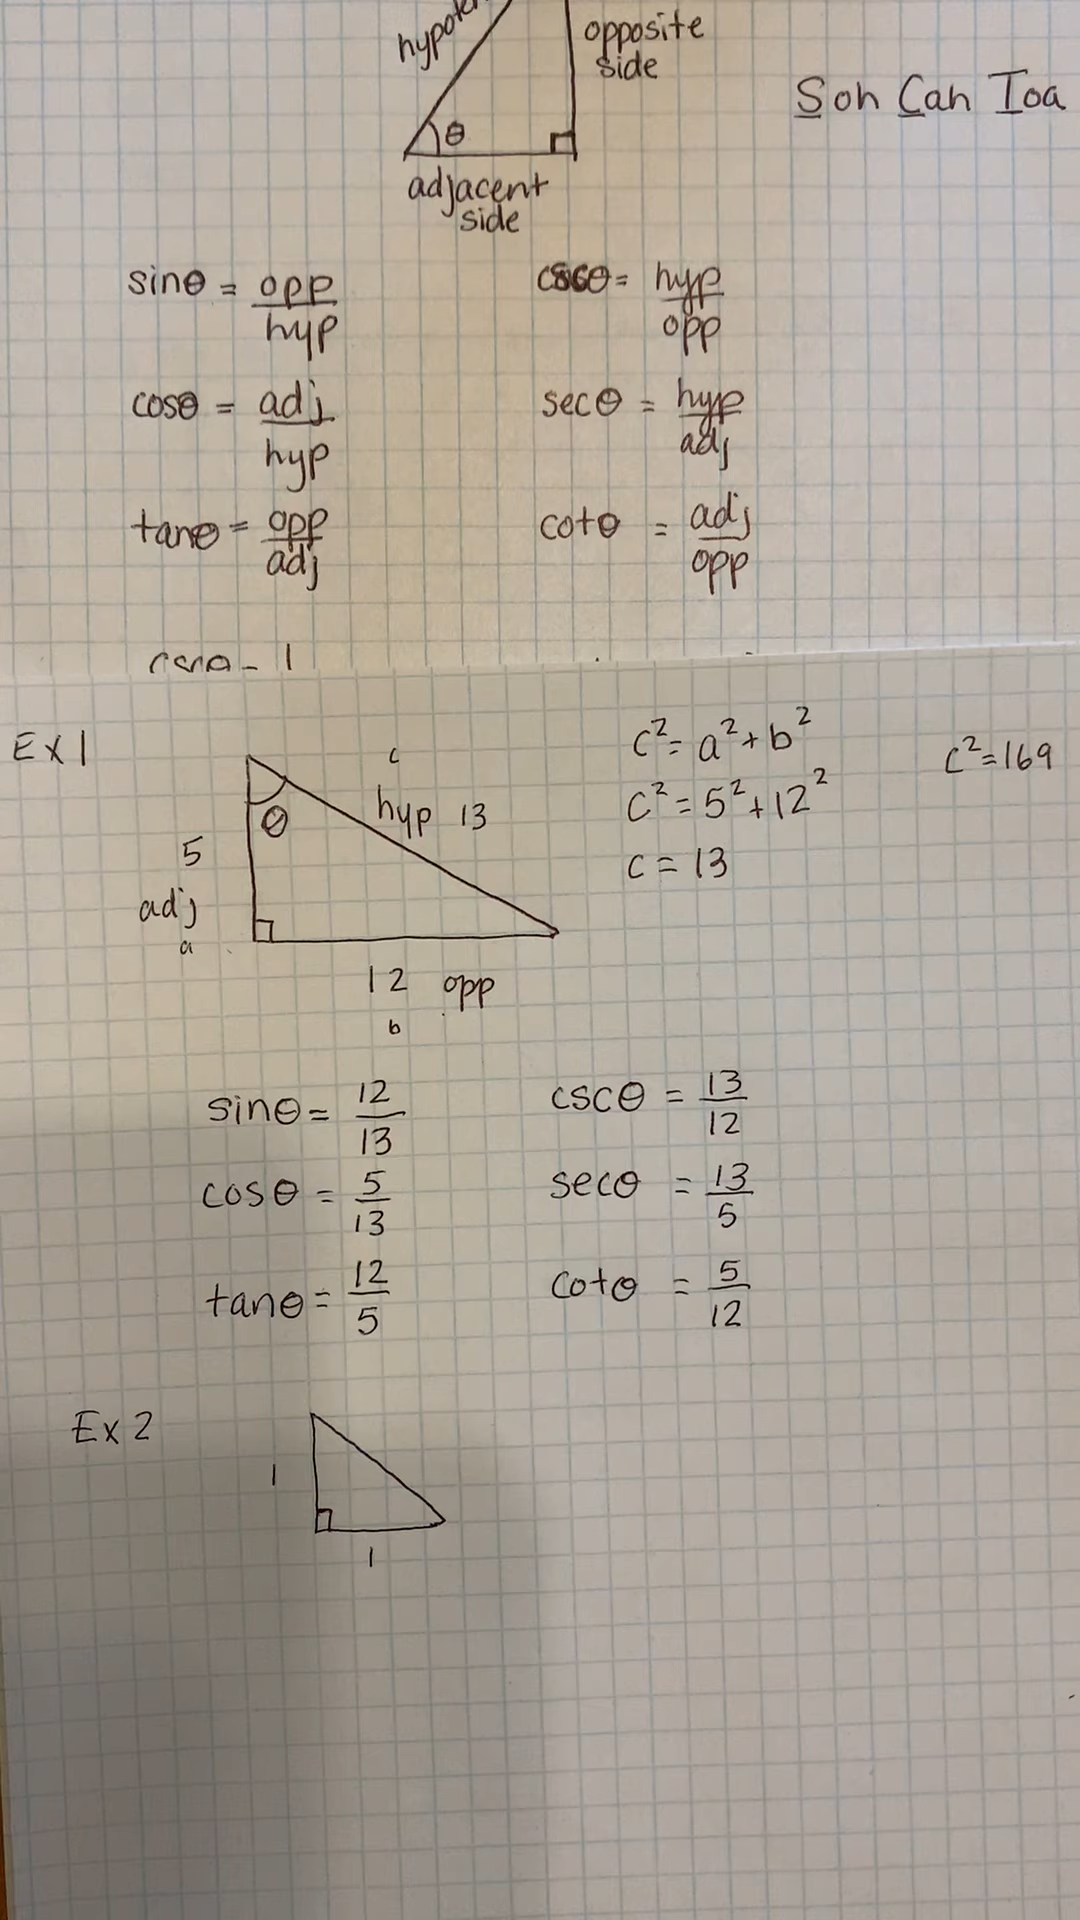 opposite
side
Soh Cah Toa
θ
adjacent
side
sinθ = opp/hyp
cscθ = hyp/opp
cosθ = adj/hyp
secθ = hyp/adj
tanθ = opp/adj
cotθ = adj/opp
Ex 1
c
hyp 13
θ
5
adj
a
12 opp
b
c² = a² + b²
c² = 5² + 12²
c = 13
c² = 169
sinθ = 12/13
cscθ = 13/12
cosθ = 5/13
secθ = 13/5
tanθ = 12/5
cotθ = 5/12
Ex 2
1
1